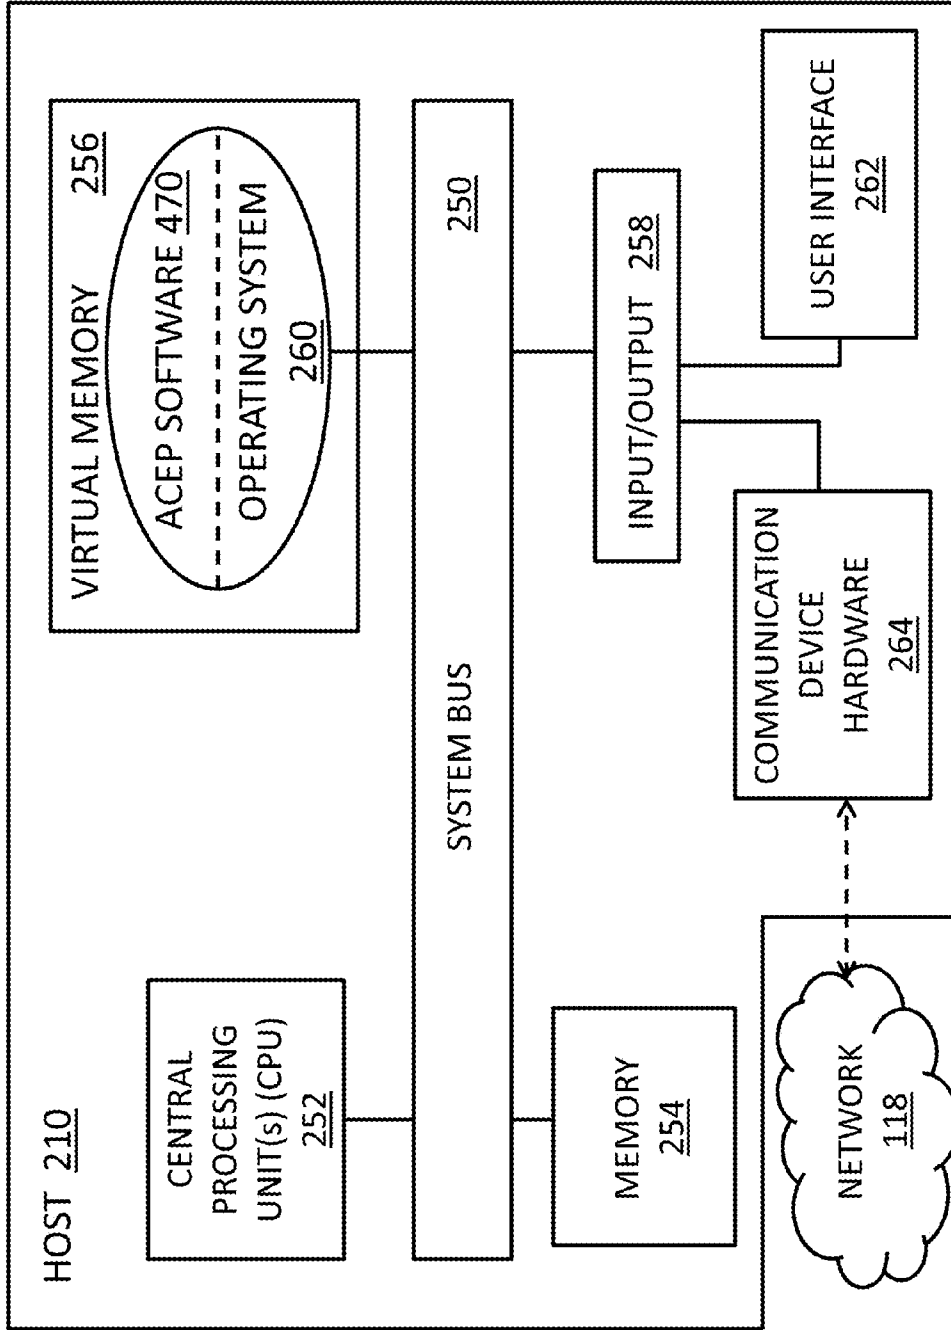 HOST 210
CENTRAL
PROCESSING
UNIT(s) (CPU)
252
VIRTUAL MEMORY 256
ACEP SOFTWARE 470
OPERATING SYSTEM
260
SYSTEM BUS 250
MEMORY
254
INPUT/OUTPUT 258
NETWORK
118
COMMUNICATION
DEVICE
HARDWARE
264
USER INTERFACE
262